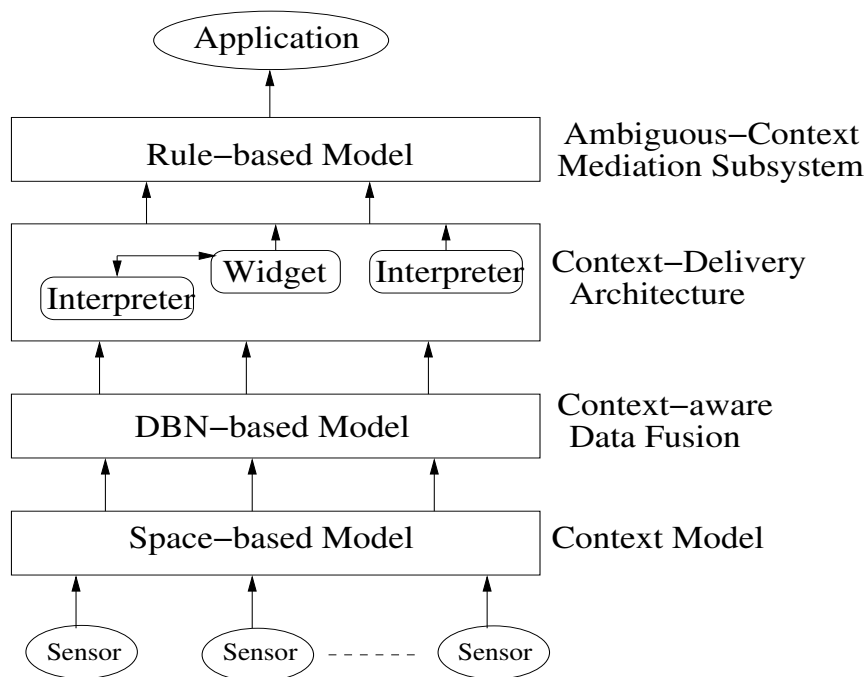 Application
Rule−based Model
Ambiguous−Context
Mediation Subsystem
Interpreter
Widget
Interpreter
Context−Delivery
Architecture
DBN−based Model
Context−aware
Data Fusion
Space−based Model
Context Model
Sensor
Sensor
Sensor